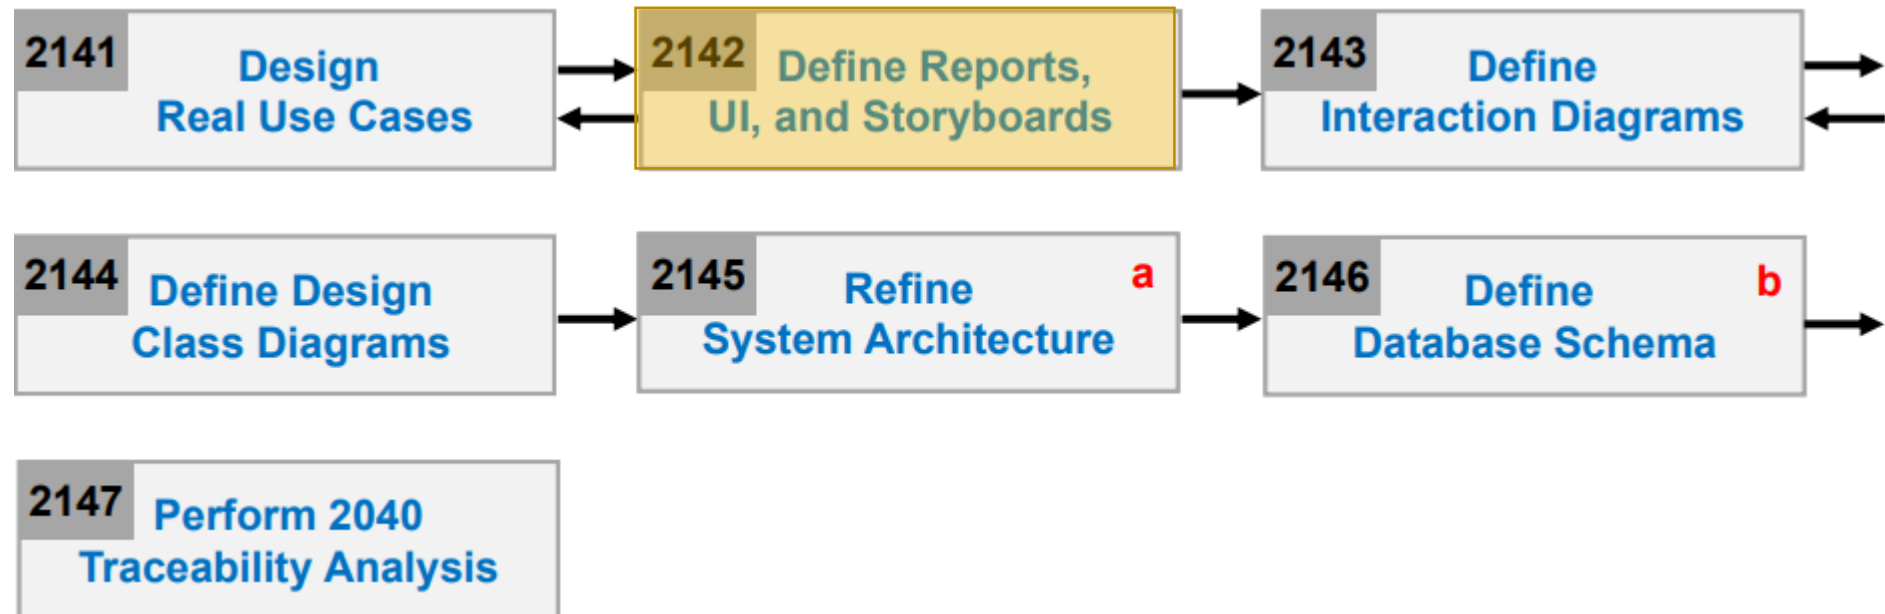 2141
Design
Real Use Cases
2142
Define Reports,
UI, and Storyboards
2143
Define
Interaction Diagrams
2144
Define Design
Class Diagrams
2145
Refine
a
System Architecture
2146
Define
b
Database Schema
2147
Perform 2040
Traceability Analysis